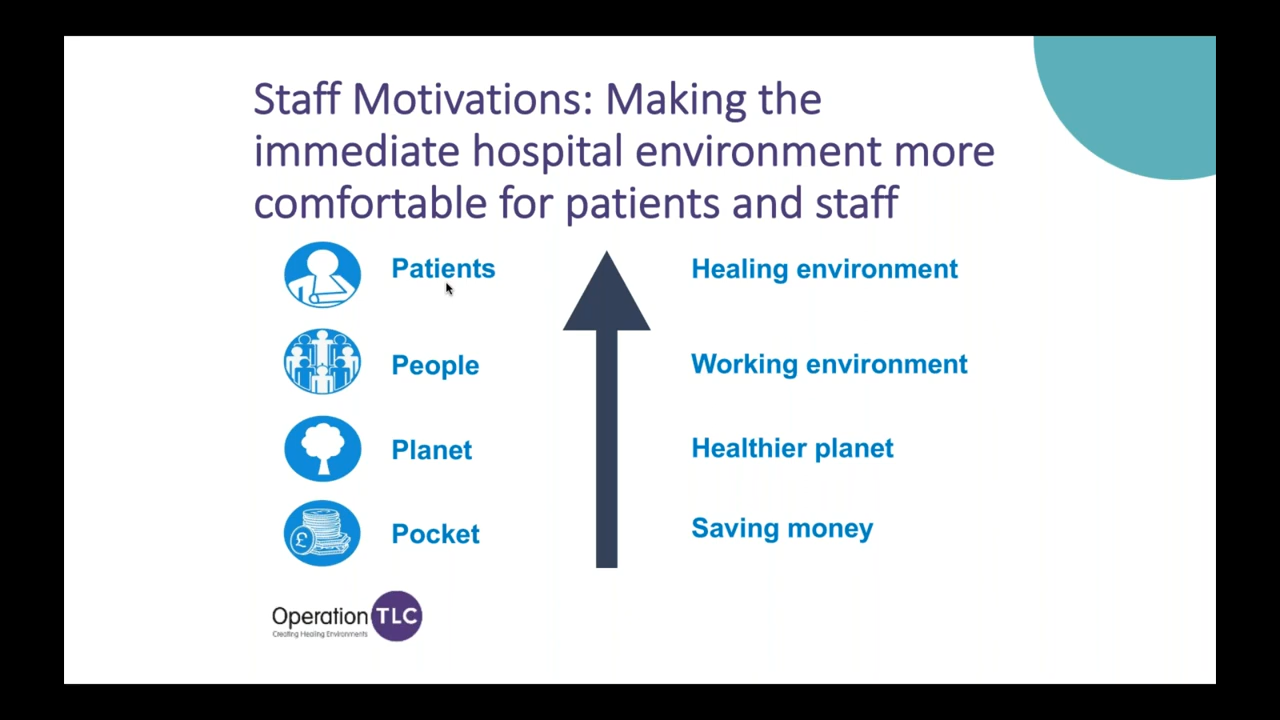 Staff Motivations: Making the
immediate hospital environment more
comfortable for patients and staff
Patients
Healing environment
People
Working environment
Planet
Healthier planet
£
Pocket
Saving money
Operation TLC
Creating Healing Environments